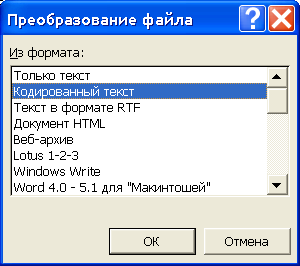 Преобразование файла
Из формата:
Только текст
Кодированный текст
Текст в формате RTF
Документ HTML
Веб-архив
Lotus 1-2-3
Windows Write
Word 4.0 - 5.1 для "Макинтошей"
ОК
Отмена